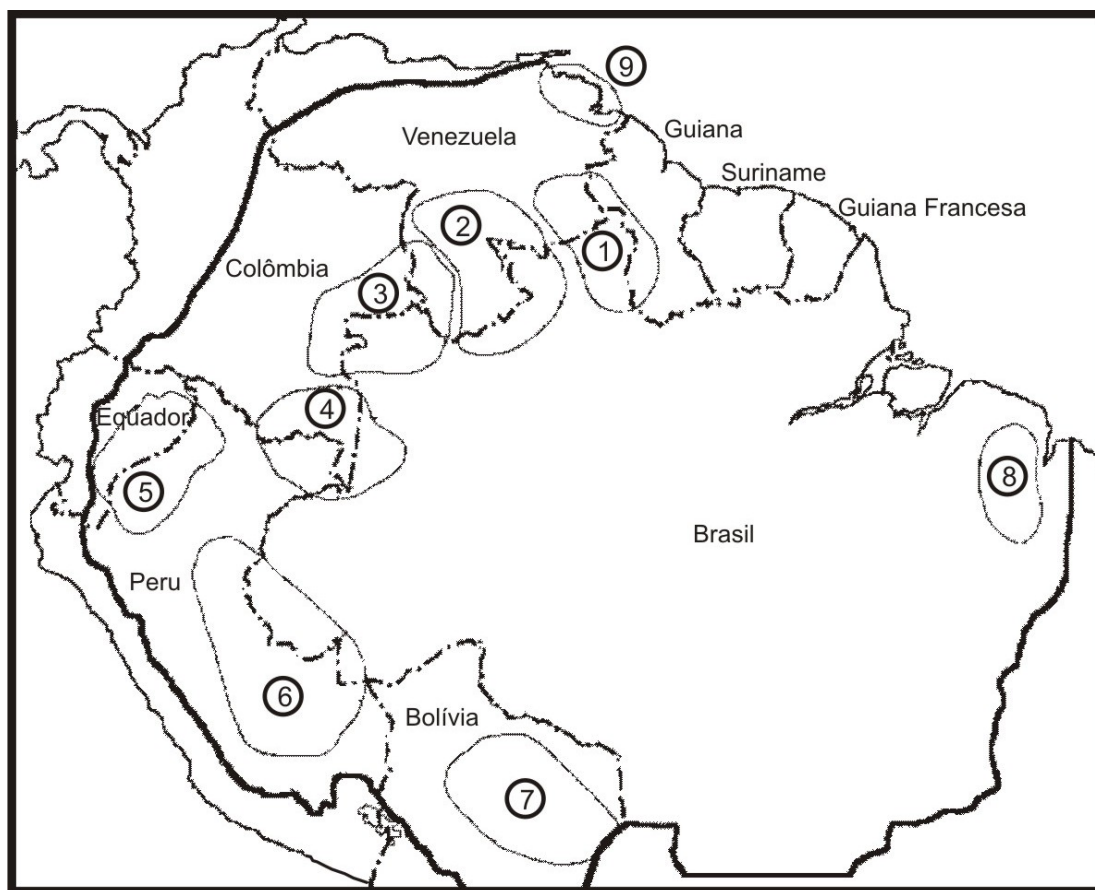 9
Venezuela
Guiana
Suriname
Guiana Francesa
2
1
Colômbia
3
4
Equador
5
8
Brasil
Peru
6
Bolívia
7